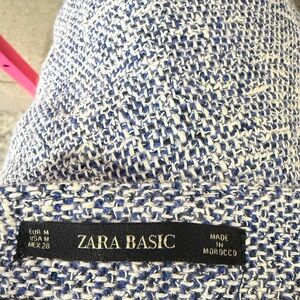 EUR M
USA M
MEX 28
ZARA BASIC
MADE
IN
MOROCCO